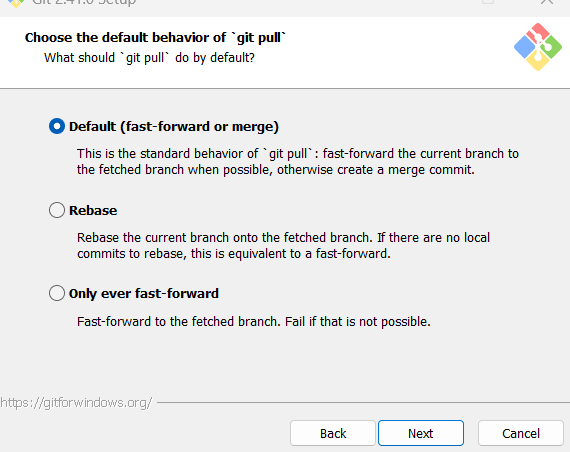 Git 2.41.0 Setup
Choose the default behavior of `git pull`
What should `git pull` do by default?
Default (fast-forward or merge)
This is the standard behavior of `git pull`: fast-forward the current branch to
the fetched branch when possible, otherwise create a merge commit.
Rebase
Rebase the current branch onto the fetched branch. If there are no local
commits to rebase, this is equivalent to a fast-forward.
Only ever fast-forward
Fast-forward to the fetched branch. Fail if that is not possible.
https://gitforwindows.org/
Back
Next
Cancel